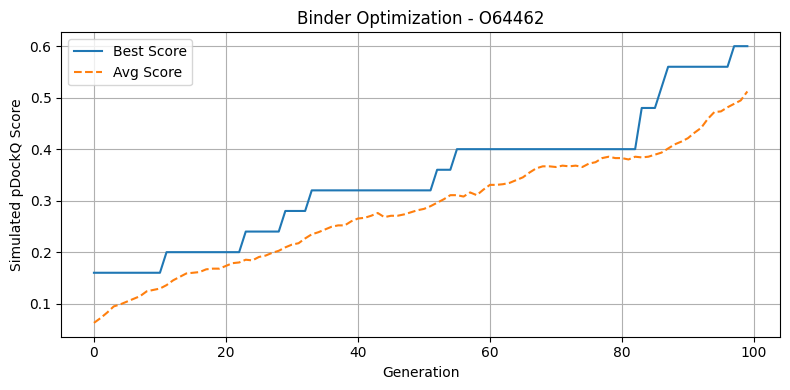 Binder Optimization - O64462
Best Score
Avg Score
Simulated pDockQ Score
0.6
0.5
0.4
0.3
0.2
0.1
0 20 40 60 80 100
Generation